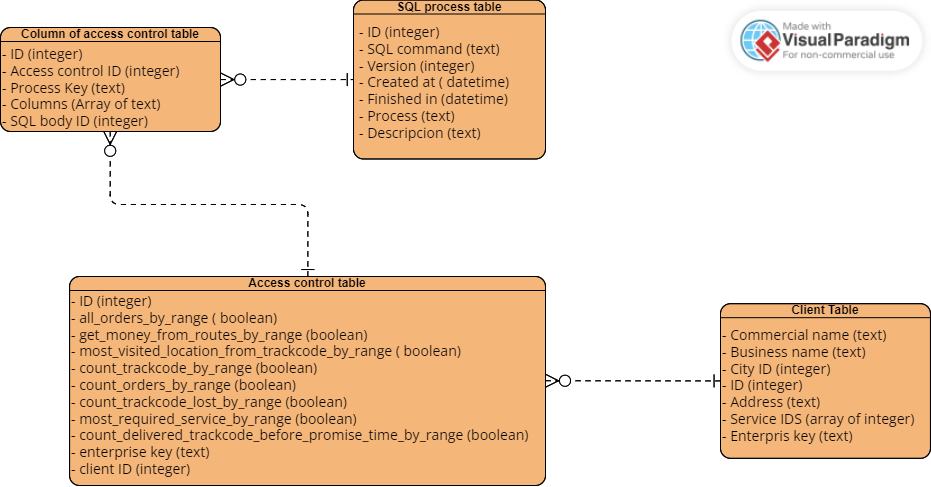 Column of access control table
- ID (integer)
- Access control ID (integer)
- Process Key (text)
- Columns (Array of text)
- SQL body ID (integer)
SQL process table
- ID (integer)
- SQL command (text)
- Version (integer)
- Created at ( datetime)
- Finished in (datetime)
- Process (text)
- Descripcion (text)
Made with
VisualParadigm
For non-commercial use
Access control table
- ID (integer)
- all_orders_by_range ( boolean)
- get_money_from_routes_by_range (boolean)
- most_visited_location_from_trackcode_by_range ( boolean)
- count_trackcode_by_range (boolean)
- count_orders_by_range (boolean)
- count_trackcode_lost_by_range (boolean)
- most_required_service_by_range (boolean)
- count_delivered_trackcode_before_promise_time_by_range (boolean)
- enterprise key (text)
- client ID (integer)
Client Table
- Commercial name (text)
- Business name (text)
- City ID (integer)
- ID (integer)
- Address (text)
- Service IDS (array of integer)
- Enterpris key (text)